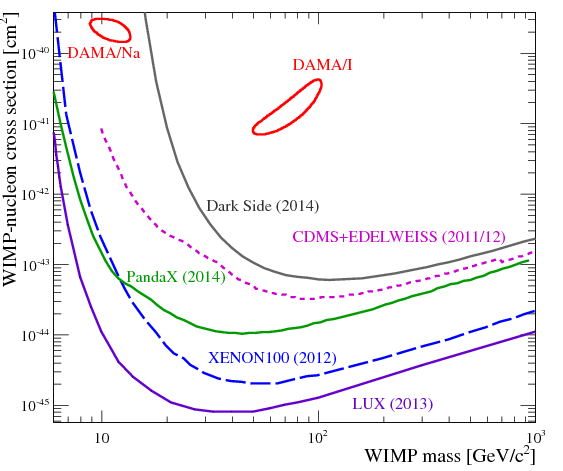 WIMP-nucleon cross section [cm²]
10⁻⁴⁰
10⁻⁴¹
10⁻⁴²
10⁻⁴³
10⁻⁴⁴
10⁻⁴⁵
DAMA/Na
DAMA/I
Dark Side (2014)
CDMS+EDELWEISS (2011/12)
PandaX (2014)
XENON100 (2012)
LUX (2013)
10
10²
10³
WIMP mass [GeV/c²]